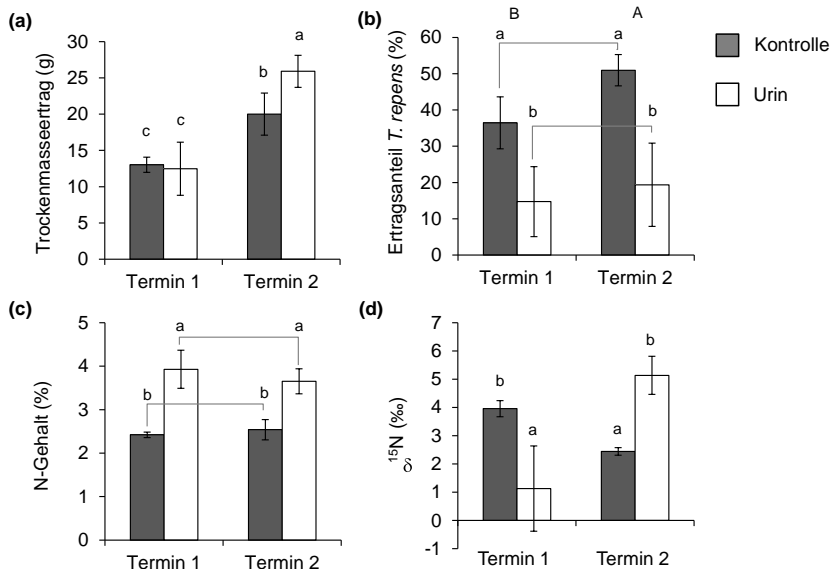 (a)
Trockenmasseertrag (g)
30
25
20
15
10
5
0
c
c
b
a
Termin 1
Termin 2
(b)
Ertragsanteil T. repens (%)
60
50
40
30
20
10
0
B
A
a
a
b
b
Termin 1
Termin 2
Kontrolle
Urin
(c)
N-Gehalt (%)
5
4
3
2
1
0
a
a
b
b
Termin 1
Termin 2
(d)
δ 15N (‰)
7
6
5
4
3
2
1
0
-1
b
a
a
b
Termin 1
Termin 2